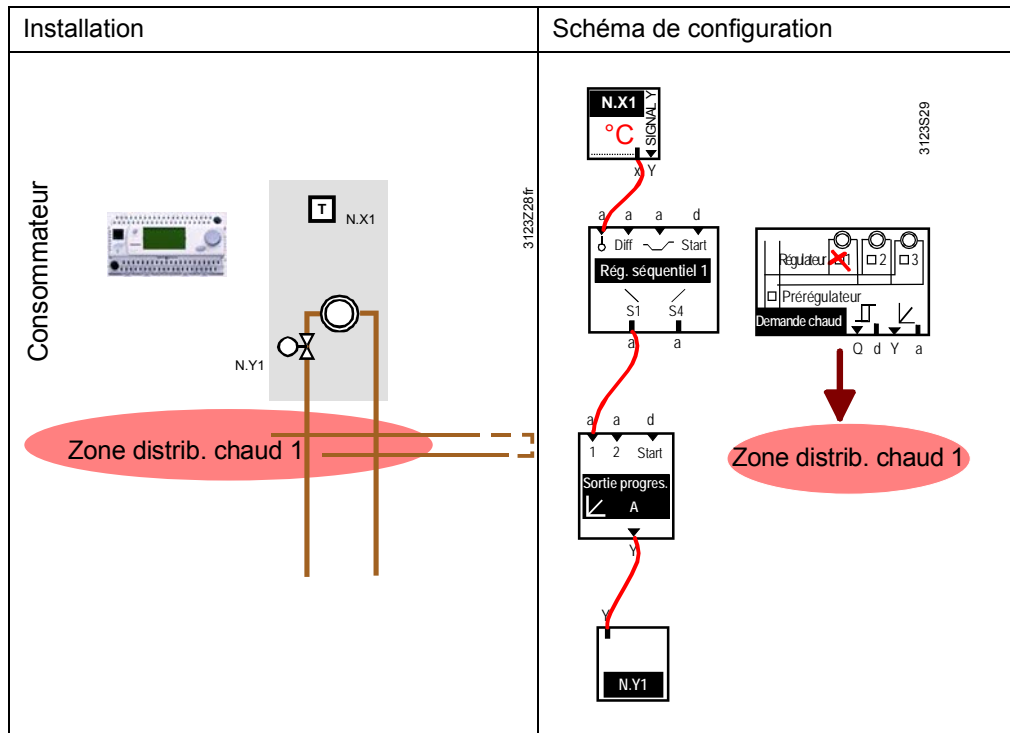 Installation
Schéma de configuration
Consommateur
T
N.X1
N.Y1
3123Z28fr
Zone distrib. chaud 1
N.X1
°C
SIGNAL Y
x Y
3123S29
a a a d
Diff Start
Rég. séquentiel 1
S1 S4
a a
Régulateur 1 2 3
Prérégulateur
Demande chaud
Q d Y a
Zone distrib. chaud 1
a a d
1 2 Start
Sortie progres.
A
Y
Y
N.Y1